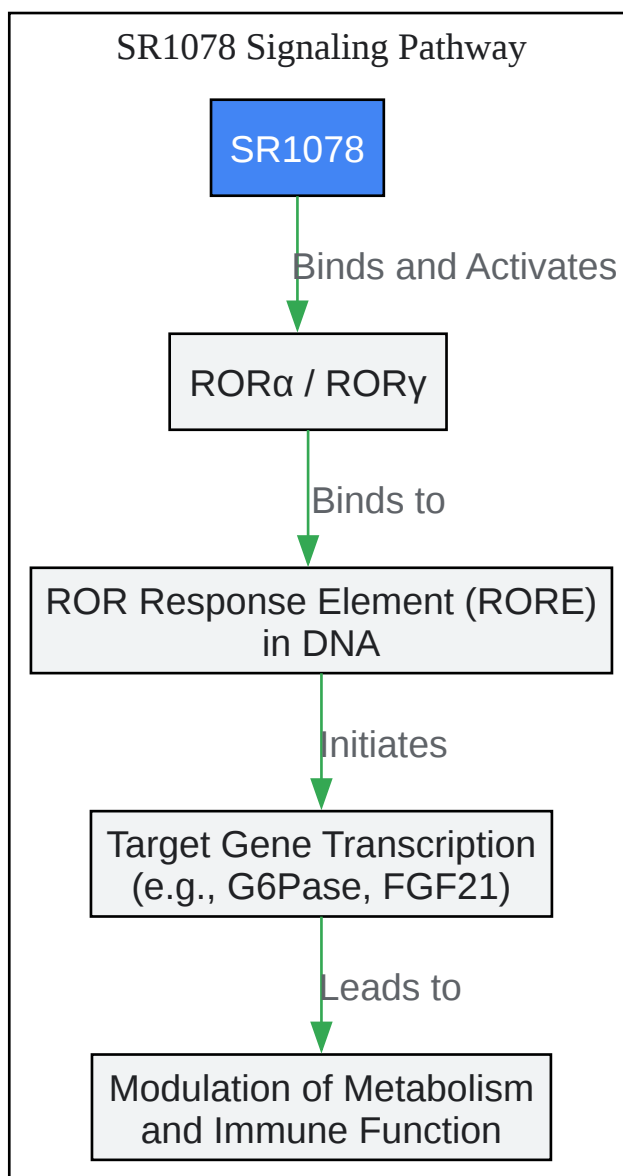 SR1078 Signaling Pathway
SR1078
Binds and Activates
RORα / RORγ
Binds to
ROR Response Element (RORE)
in DNA
Initiates
Target Gene Transcription
(e.g., G6Pase, FGF21)
Leads to
Modulation of Metabolism
and Immune Function